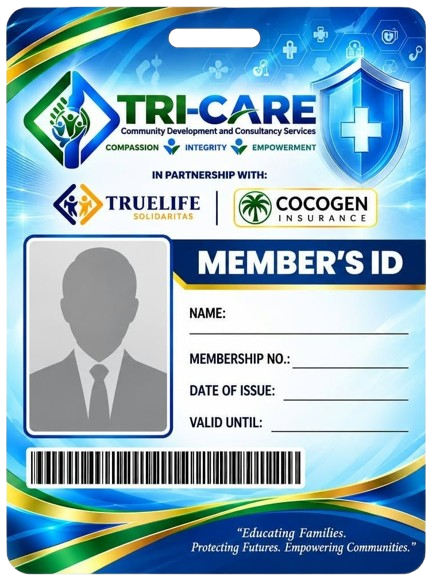 TRI-CARE
Community Development and Consultancy Services
COMPASSION INTEGRITY EMPOWERMENT
IN PARTNERSHIP WITH:
TRUELIFE
SOLIDARITAS
COCOGEN
INSURANCE
MEMBER'S ID
NAME:
MEMBERSHIP NO.:
DATE OF ISSUE:
VALID UNTIL:
"Educating Families.
Protecting Futures. Empowering Communities."